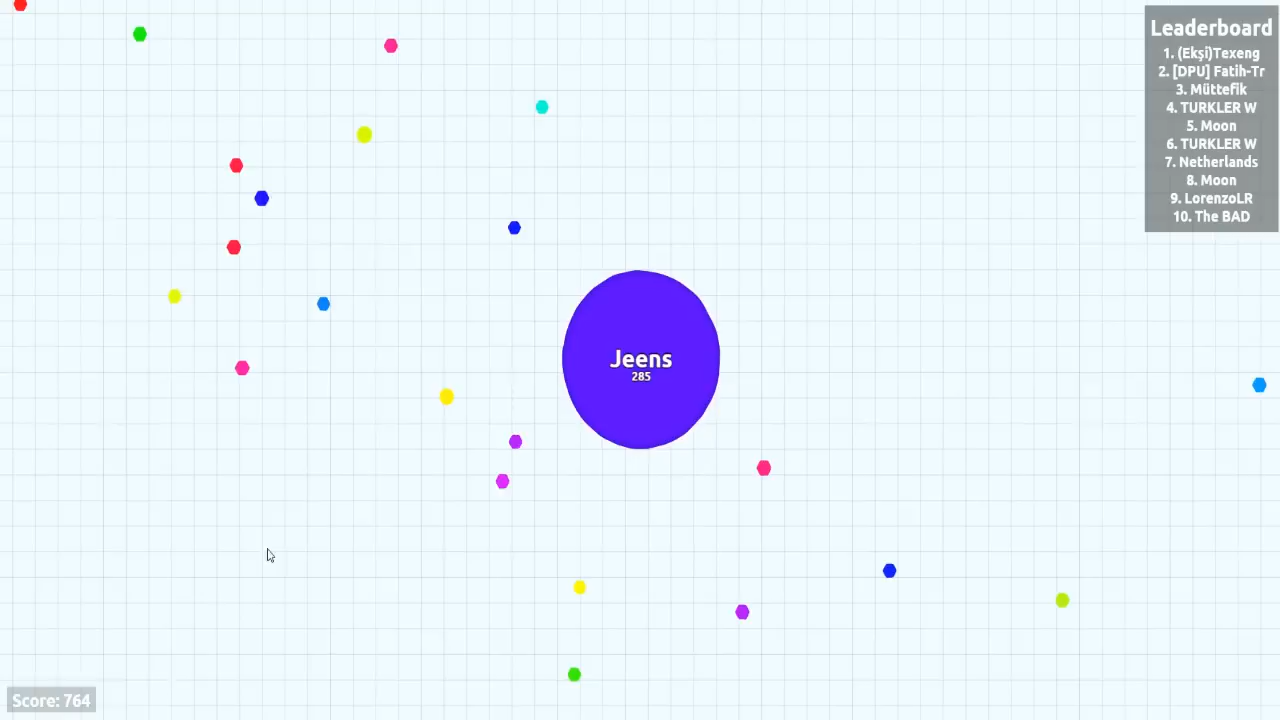 Leaderboard
1. (Ekşi)Texeng
2. [DPU] Fatih-Tr
3. Müttefik
4. TURKLER W
5. Moon
6. TURKLER W
7. Netherlands
8. Moon
9. LorenzoLR
10. The BAD
Jeens
285
Score: 764